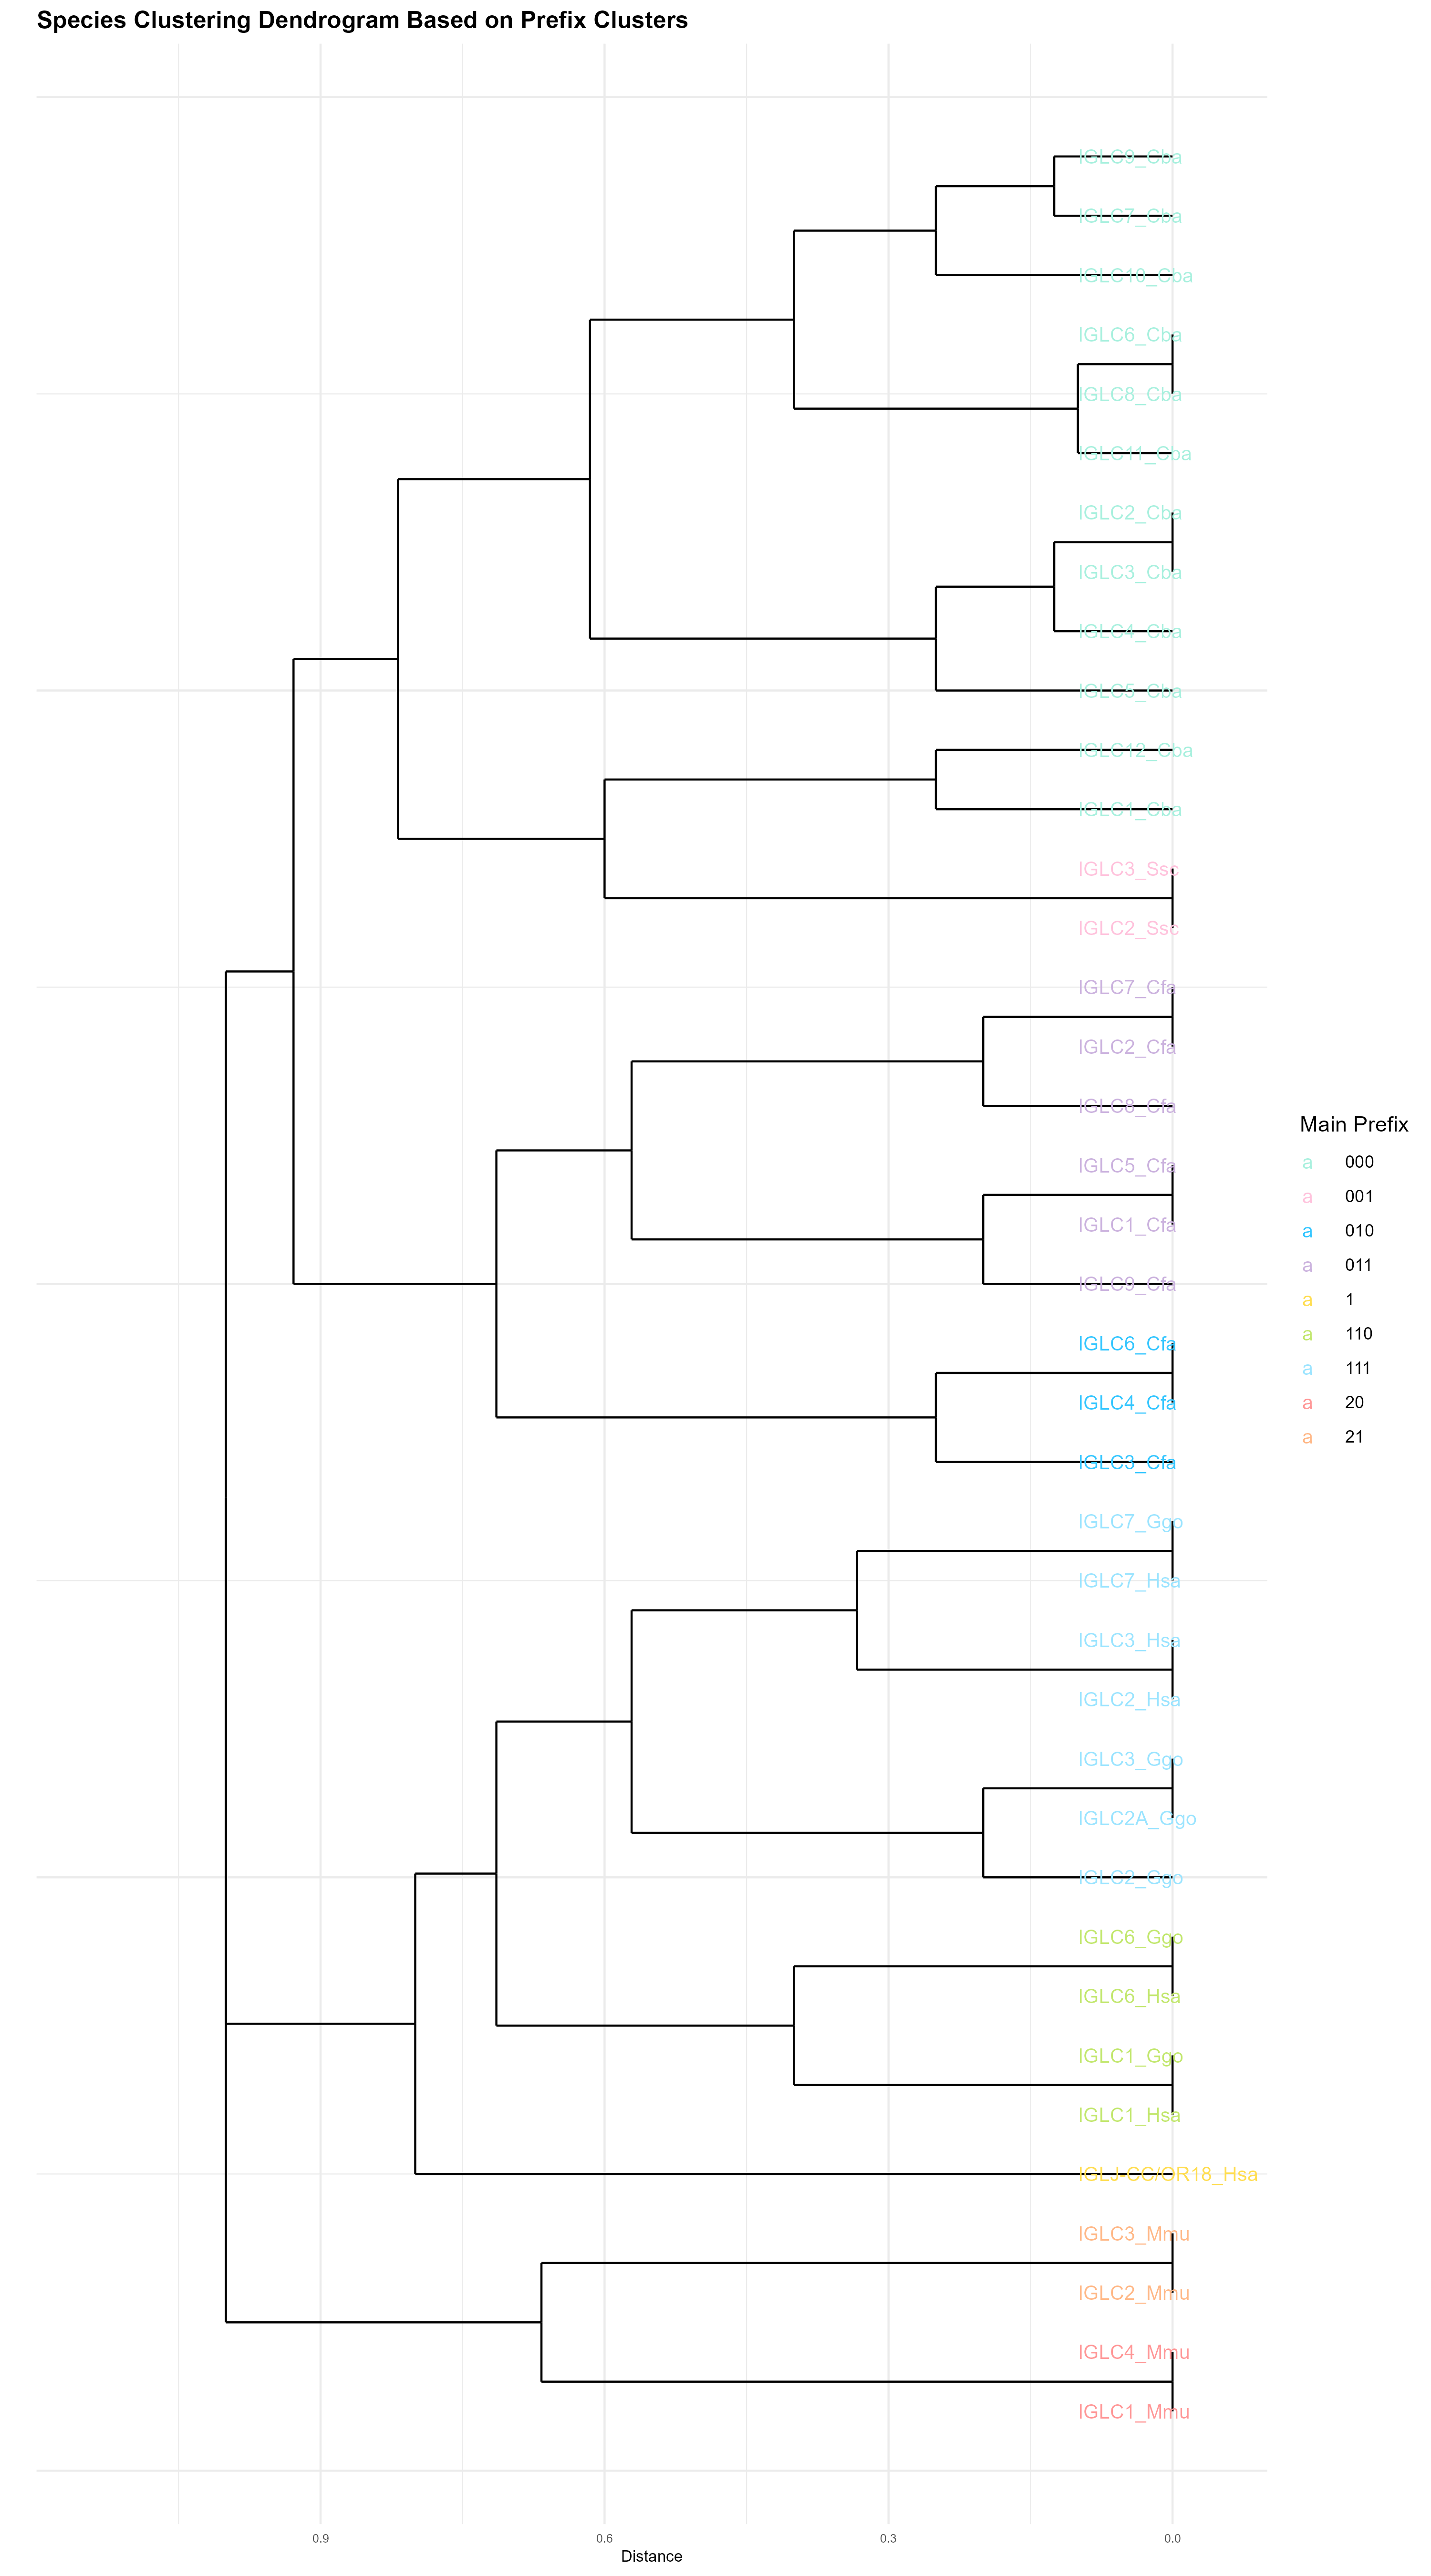 Species Clustering Dendrogram Based on Prefix Clusters
IGLC9_Cba
IGLC7_Cba
IGLC10_Cba
IGLC6_Cba
IGLC8_Cba
IGLC11_Cba
IGLC2_Cba
IGLC3_Cba
IGLC4_Cba
IGLC5_Cba
IGLC12_Cba
IGLC1_Cba
IGLC3_Ssc
IGLC2_Ssc
IGLC7_Cfa
IGLC2_Cfa
IGLC8_Cfa
IGLC5_Cfa
IGLC1_Cfa
IGLC9_Cfa
IGLC6_Cfa
IGLC4_Cfa
IGLC3_Cfa
IGLC7_Ggo
IGLC7_Hsa
IGLC3_Hsa
IGLC2_Hsa
IGLC3_Ggo
IGLC2A_Ggo
IGLC2_Ggo
IGLC6_Ggo
IGLC6_Hsa
IGLC1_Ggo
IGLC1_Hsa
IGLJ-CC/OR18_Hsa
IGLC3_Mmu
IGLC2_Mmu
IGLC4_Mmu
IGLC1_Mmu
0.9 0.6 0.3 0.0
Distance
Main Prefix
a 000
a 001
a 010
a 011
a 1
a 110
a 111
a 20
a 21